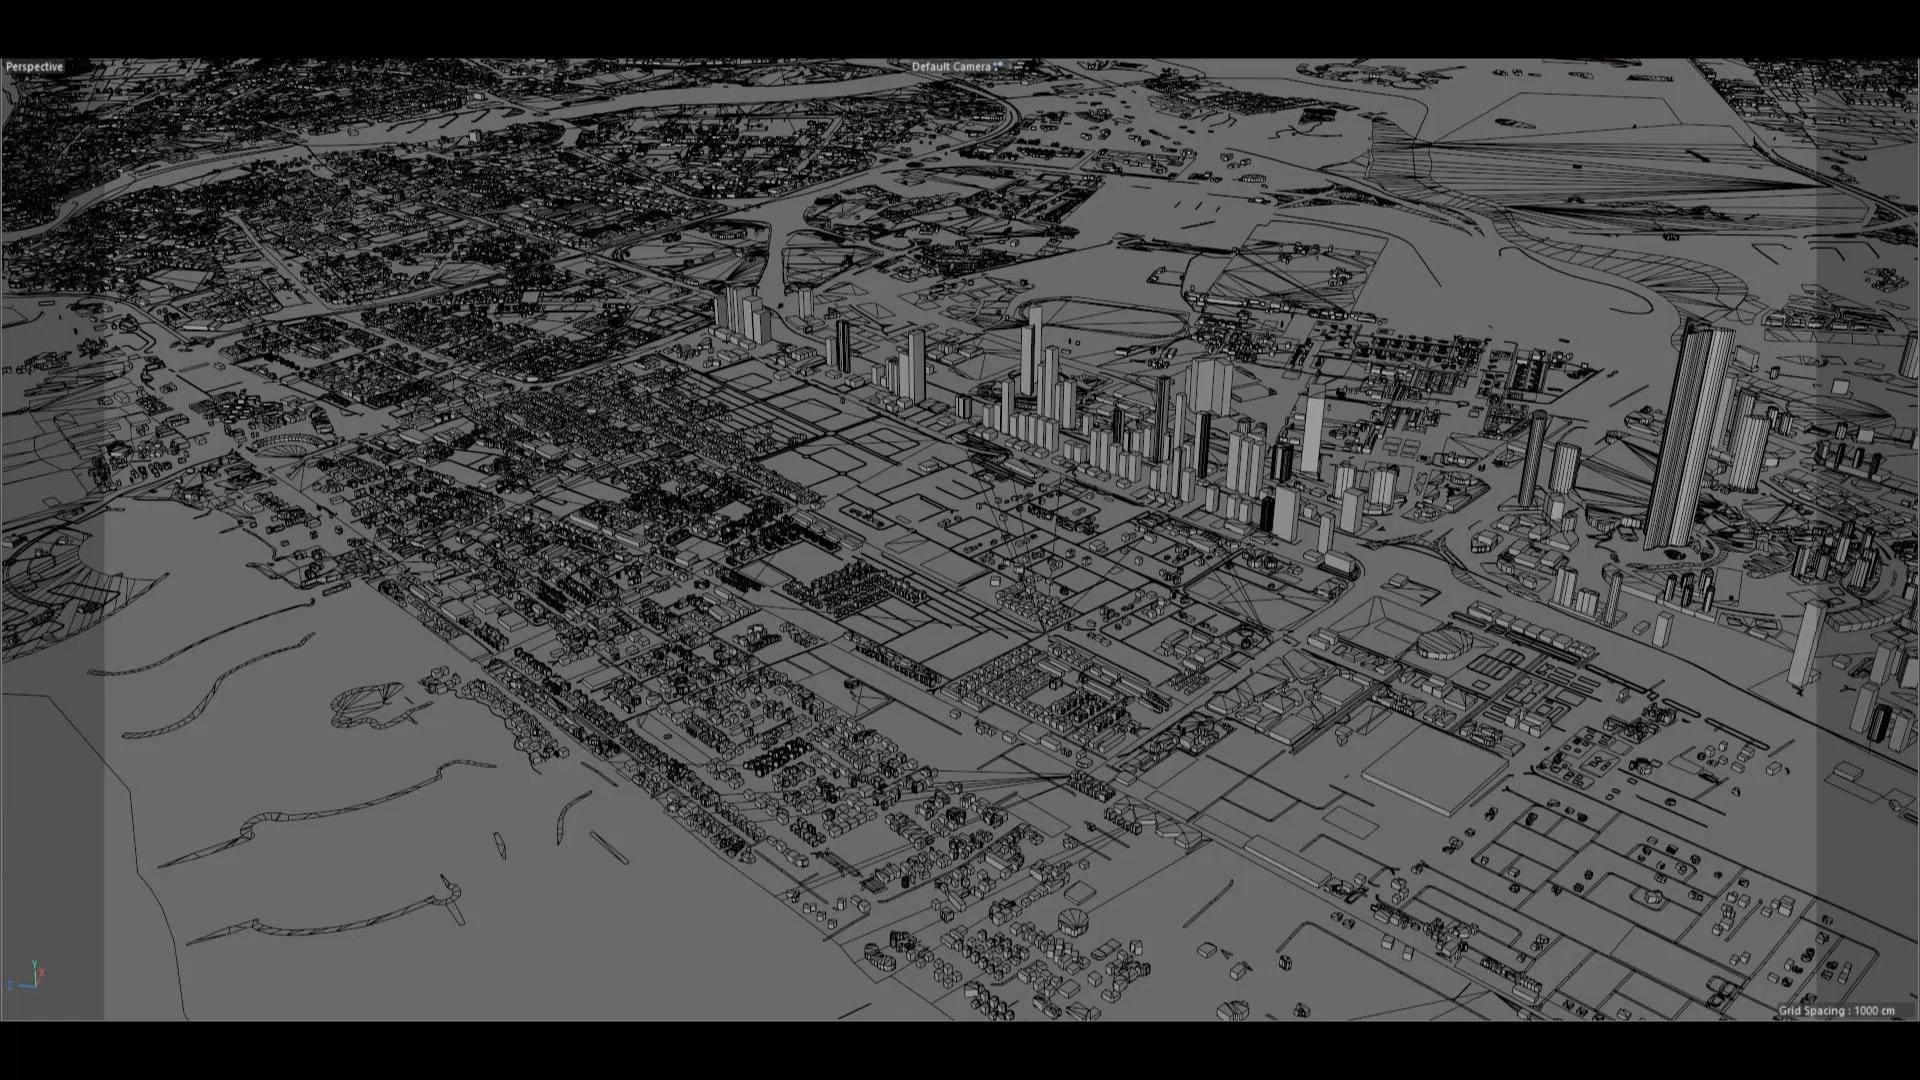 Perspective
Default Camera
Y
X
Z
Grid Spacing : 1000 cm